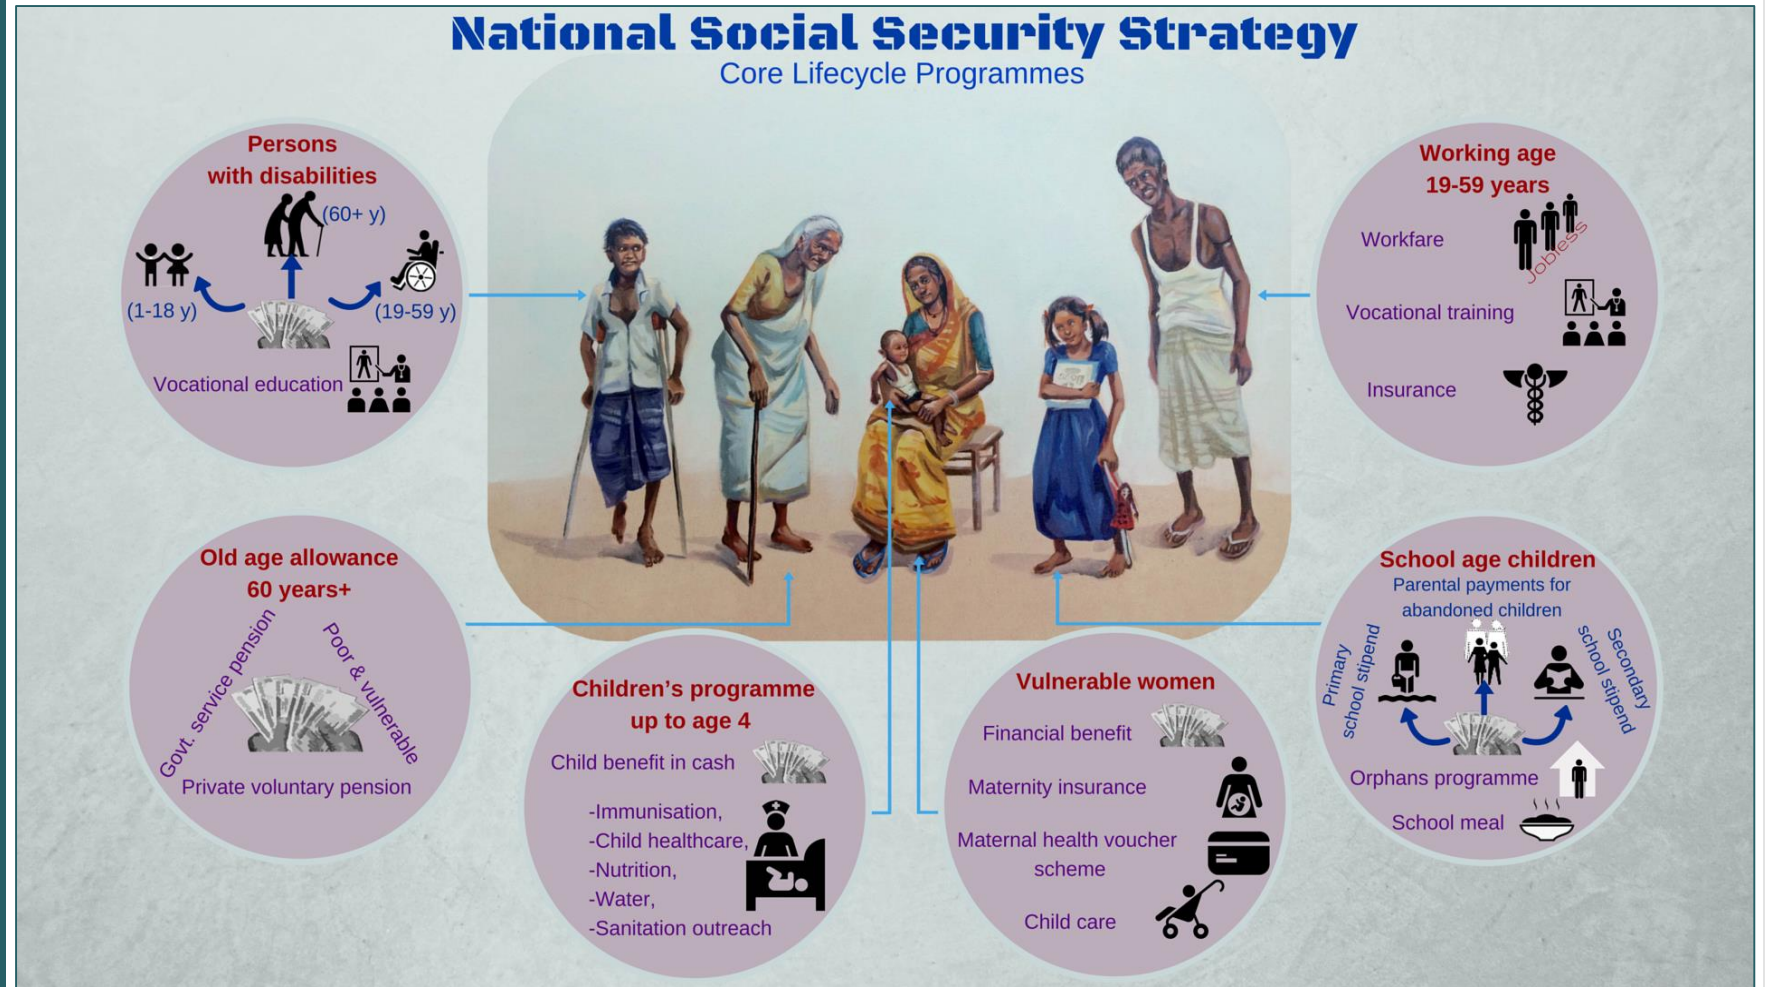 National Social Security Strategy
Core Lifecycle Programmes
Persons
with disabilities
(60+ y)
(1-18 y)
(19-59 y)
Vocational education
Working age
19-59 years
Workfare
Jobless
Vocational training
Insurance
Old age allowance
60 years+
Govt. service pension
Poor & vulnerable
Private voluntary pension
Children's programme
up to age 4
Child benefit in cash
-Immunisation,
-Child healthcare,
-Nutrition,
-Water,
-Sanitation outreach
Vulnerable women
Financial benefit
Maternity insurance
Maternal health voucher
scheme
Child care
School age children
Parental payments for
abandoned children
Primary
school stipend
Secondary
school stipend
Orphans programme
School meal